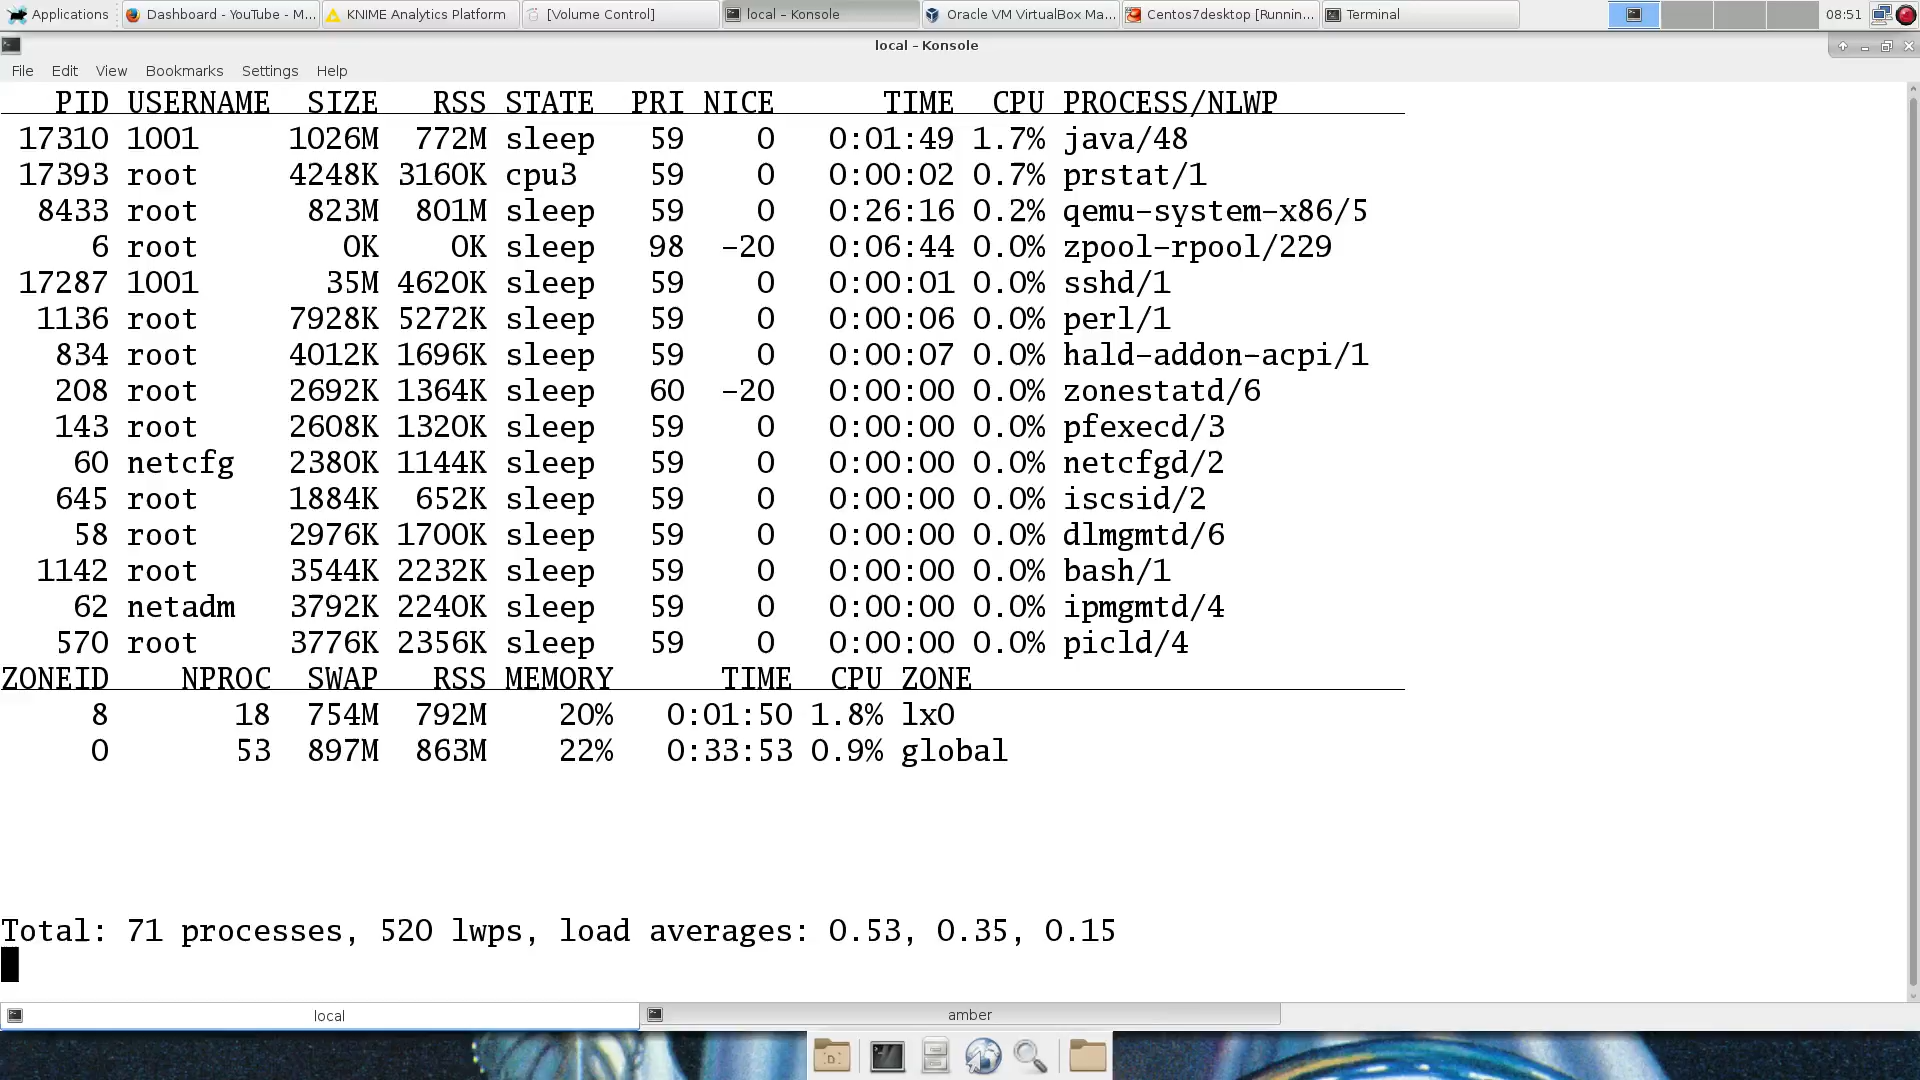 Applications
Dashboard - YouTube - M...
KNIME Analytics Platform
[Volume Control]
local – Konsole
Oracle VM VirtualBox Ma...
Centos7desktop [Runnin...
Terminal
08:51
local – Konsole
File Edit View Bookmarks Settings Help
PID USERNAME SIZE RSS STATE PRI NICE TIME CPU PROCESS/NLWP
17310 1001 1026M 772M sleep 59 0 0:01:49 1.7% java/48
17393 root 4248K 3160K cpu3 59 0 0:00:02 0.7% prstat/1
8433 root 823M 801M sleep 59 0 0:26:16 0.2% qemu-system-x86/5
6 root 0K 0K sleep 98 -20 0:06:44 0.0% zpool-rpool/229
17287 1001 35M 4620K sleep 59 0 0:00:01 0.0% sshd/1
1136 root 7928K 5272K sleep 59 0 0:00:06 0.0% perl/1
834 root 4012K 1696K sleep 59 0 0:00:07 0.0% hald-addon-acpi/1
208 root 2692K 1364K sleep 60 -20 0:00:00 0.0% zonestatd/6
143 root 2608K 1320K sleep 59 0 0:00:00 0.0% pfexecd/3
60 netcfg 2380K 1144K sleep 59 0 0:00:00 0.0% netcfgd/2
645 root 1884K 652K sleep 59 0 0:00:00 0.0% iscsid/2
58 root 2976K 1700K sleep 59 0 0:00:00 0.0% dlmgmtd/6
1142 root 3544K 2232K sleep 59 0 0:00:00 0.0% bash/1
62 netadm 3792K 2240K sleep 59 0 0:00:00 0.0% ipmgmtd/4
570 root 3776K 2356K sleep 59 0 0:00:00 0.0% picld/4
ZONEID NPROC SWAP RSS MEMORY TIME CPU ZONE
8 18 754M 792M 20% 0:01:50 1.8% lx0
0 53 897M 863M 22% 0:33:53 0.9% global
Total: 71 processes, 520 lwps, load averages: 0.53, 0.35, 0.15
local
amber